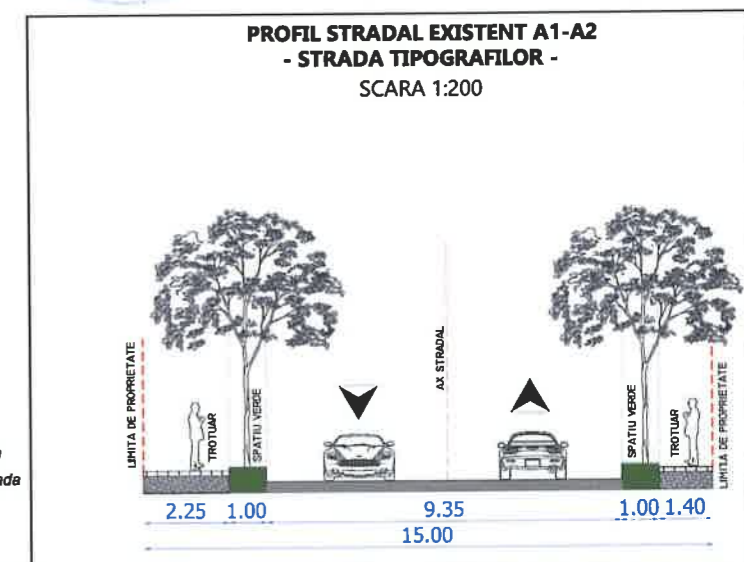 PROFIL STRADAL EXISTENT A1-A2
- STRADA TIPOGRAFILOR -
SCARA 1:200
LIMITA DE PROPRIETATE
TROTUAR
SPATIU VERDE
AX STRADAL
SPATIU VERDE
TROTUAR
LIMITA DE PROPRIETATE
2.25 1.00 9.35 1.00 1.40
15.00